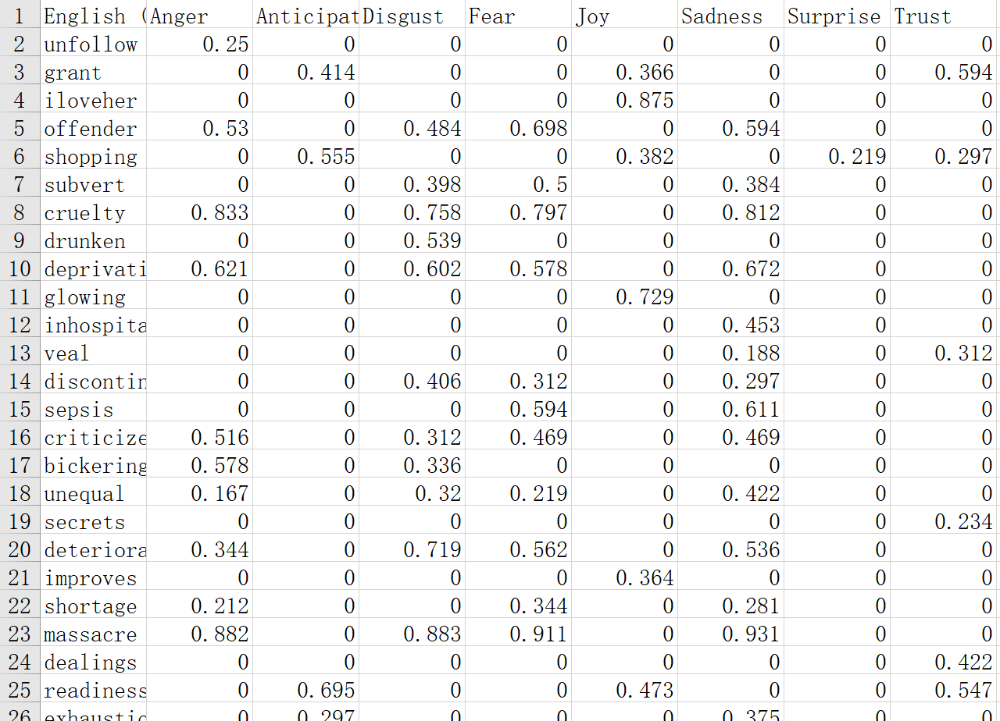 1 English ( Anger Anticipat Disgust Fear Joy Sadness Surprise Trust
2 unfollow 0.25 0 0 0 0 0 0 0
3 grant 0 0.414 0 0 0.366 0 0 0.594
4 iloveher 0 0 0 0 0.875 0 0 0
5 offender 0.53 0 0.484 0.698 0 0.594 0 0
6 shopping 0 0.555 0 0 0.382 0 0.219 0.297
7 subvert 0 0 0.398 0.5 0 0.384 0 0
8 cruelty 0.833 0 0.758 0.797 0 0.812 0 0
9 drunken 0 0 0.539 0 0 0 0 0
10 deprivati 0.621 0 0.602 0.578 0 0.672 0 0
11 glowing 0 0 0 0 0.729 0 0 0
12 inhospita 0 0 0 0 0 0.453 0 0
13 veal 0 0 0 0 0 0.188 0 0.312
14 discontin 0 0 0.406 0.312 0 0.297 0 0
15 sepsis 0 0 0 0.594 0 0.611 0 0
16 criticize 0.516 0 0.312 0.469 0 0.469 0 0
17 bickering 0.578 0 0.336 0 0 0 0 0
18 unequal 0.167 0 0.32 0.219 0 0.422 0 0
19 secrets 0 0 0 0 0 0 0 0.234
20 deteriora 0.344 0 0.719 0.562 0 0.536 0 0
21 improves 0 0 0 0 0.364 0 0 0
22 shortage 0.212 0 0 0.344 0 0.281 0 0
23 massacre 0.882 0 0.883 0.911 0 0.931 0 0
24 dealings 0 0 0 0 0 0 0 0.422
25 readiness 0 0.695 0 0 0.473 0 0 0.547
26 exhaustio 0 0.297 0 0 0 0.375 0 0